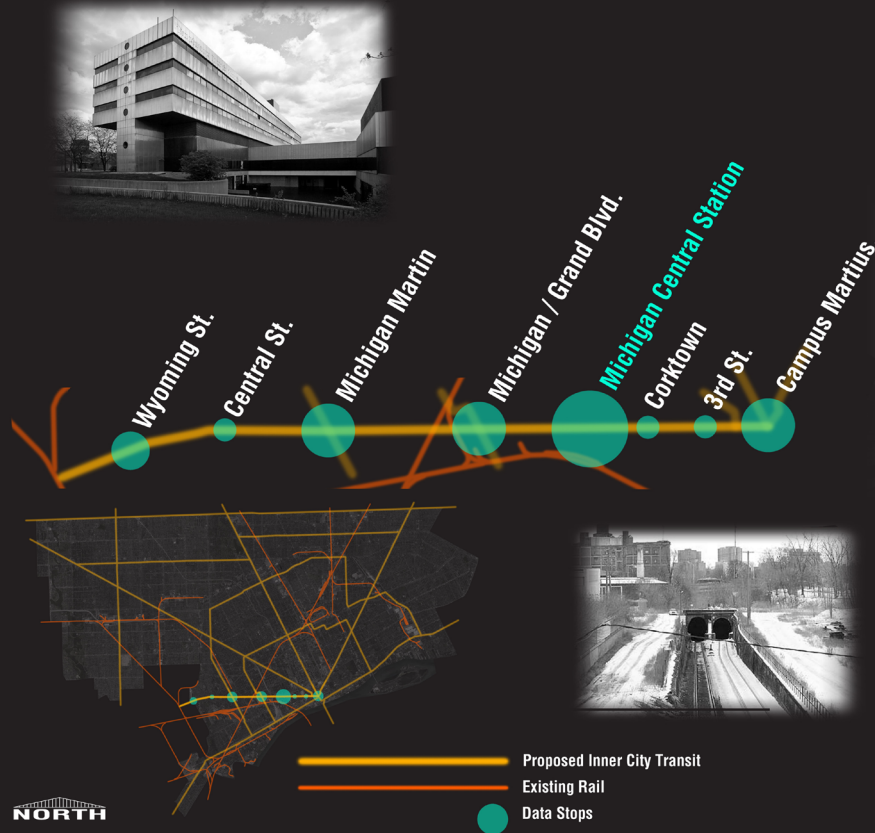 Wyoming St.
Central St.
Michigan Martin
Michigan / Grand Blvd.
Michigan Central Station
Corktown
3rd St.
Campus Martius
Proposed Inner City Transit
Existing Rail
Data Stops
NORTH